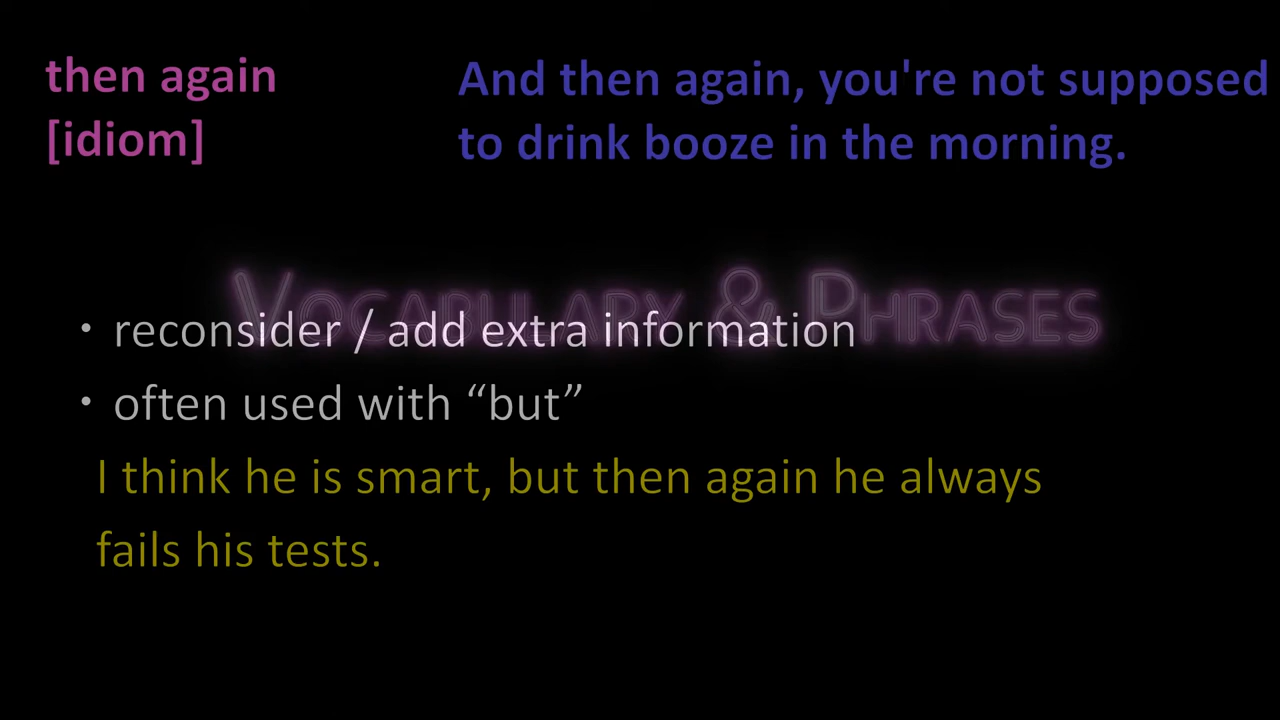 then again
[idiom]
And then again, you're not supposed
to drink booze in the morning.
Vocabulary & Phrases
• reconsider / add extra information
• often used with “but”
I think he is smart, but then again he always
fails his tests.